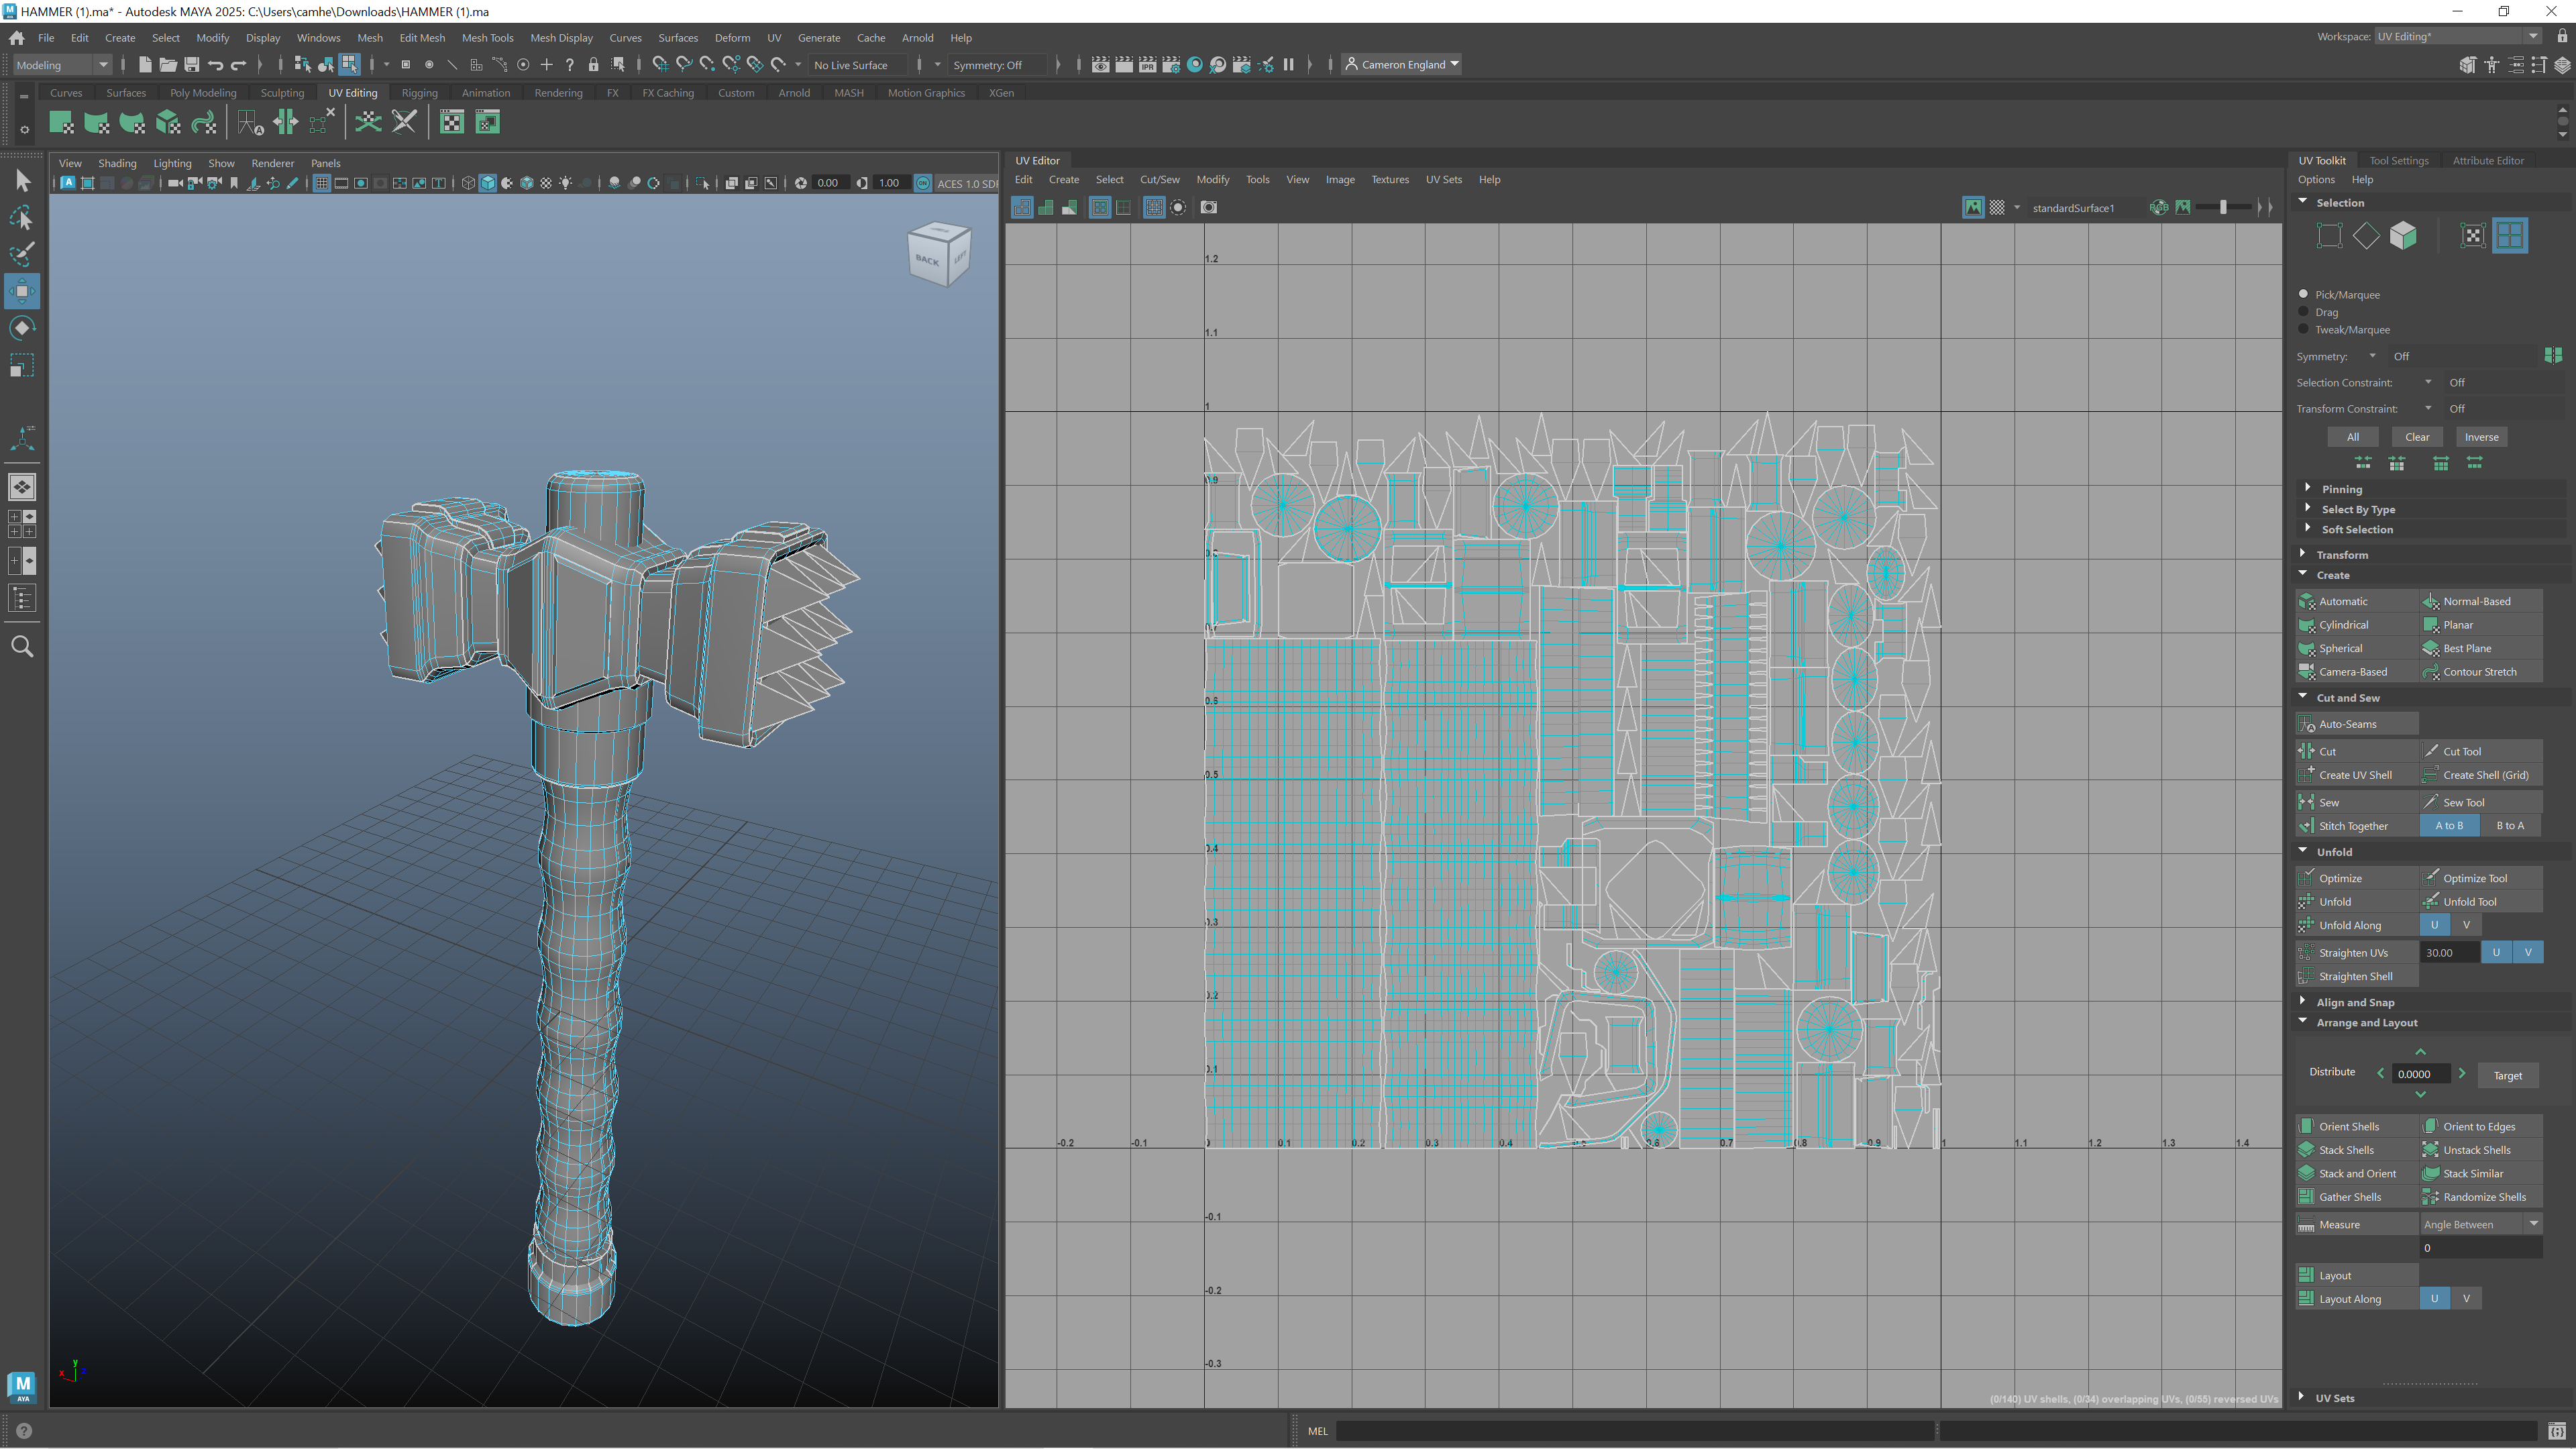 HAMMER (1).ma* - Autodesk MAYA 2025: C:\Users\camhe\Downloads\HAMMER (1).ma
File Edit Create Select Modify Display Windows Mesh Edit Mesh Mesh Tools Mesh Display Curves Surfaces Deform UV Generate Cache Arnold Help
Workspace: UV Editing*
Modeling
No Live Surface
Symmetry: Off
IPR
Cameron England
Curves Surfaces Poly Modeling Sculpting UV Editing Rigging Animation Rendering FX FX Caching Custom Arnold MASH Motion Graphics XGen
View Shading Lighting Show Renderer Panels
0.00 1.00 ACES 1.0 SDR
BACK LEFT
UV Editor
Edit Create Select Cut/Sew Modify Tools View Image Textures UV Sets Help
standardSurface1
1.2
1.1
1
0.9
0.6
0.5
0.4
0.3
0.2
0.1
-0.2 -0.1 0 0.1 0.2 0.3 0.4 0.5 0.6 0.7 0.8 0.9 1 1.1 1.2 1.3 1.4
-0.1
-0.2
-0.3
(0/140) UV shells, (0/34) overlapping UVs, (0/55) reversed UVs
UV Toolkit Tool Settings Attribute Editor
Options Help
Selection
Pick/Marquee
Drag
Tweak/Marquee
Symmetry: Off
Selection Constraint: Off
Transform Constraint: Off
All Clear Inverse
Pinning
Select By Type
Soft Selection
Transform
Create
Automatic Normal-Based
Cylindrical Planar
Spherical Best Plane
Camera-Based Contour Stretch
Cut and Sew
Auto-Seams
Cut Cut Tool
Create UV Shell Create Shell (Grid)
Sew Sew Tool
Stitch Together A to B B to A
Unfold
Optimize Optimize Tool
Unfold Unfold Tool
Unfold Along U V
Straighten UVs 30.00 U V
Straighten Shell
Align and Snap
Arrange and Layout
Distribute 0.0000 Target
Orient Shells Orient to Edges
Stack Shells Unstack Shells
Stack and Orient Stack Similar
Gather Shells Randomize Shells
Measure Angle Between
0
Layout
Layout Along U V
UV Sets
x y
M
AYA
MEL